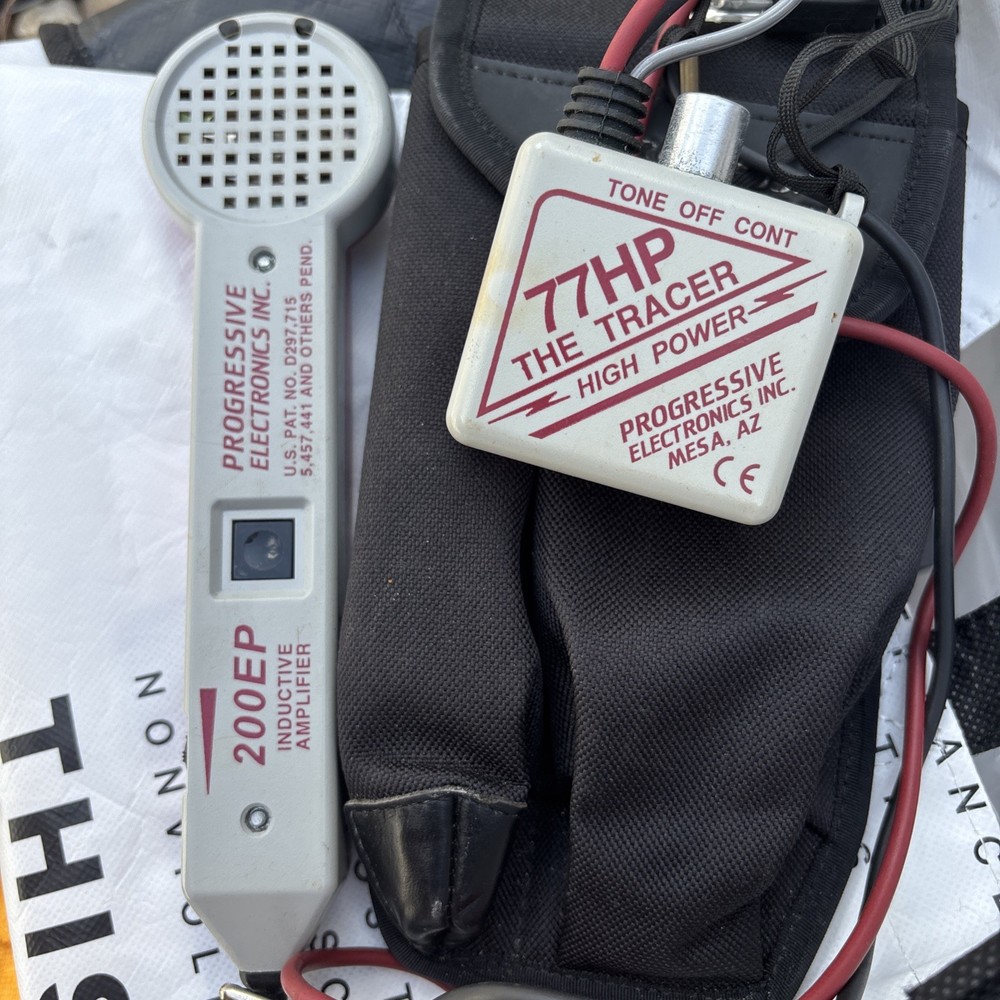 PROGRESSIVE
ELECTRONICS INC.
U.S. PAT. NO. D297,715
5,457,441 AND OTHERS PEND.
200EP
INDUCTIVE
AMPLIFIER
TONE OFF CONT
77HP
THE TRACER
HIGH POWER
PROGRESSIVE
ELECTRONICS INC.
MESA, AZ
CE
THIS